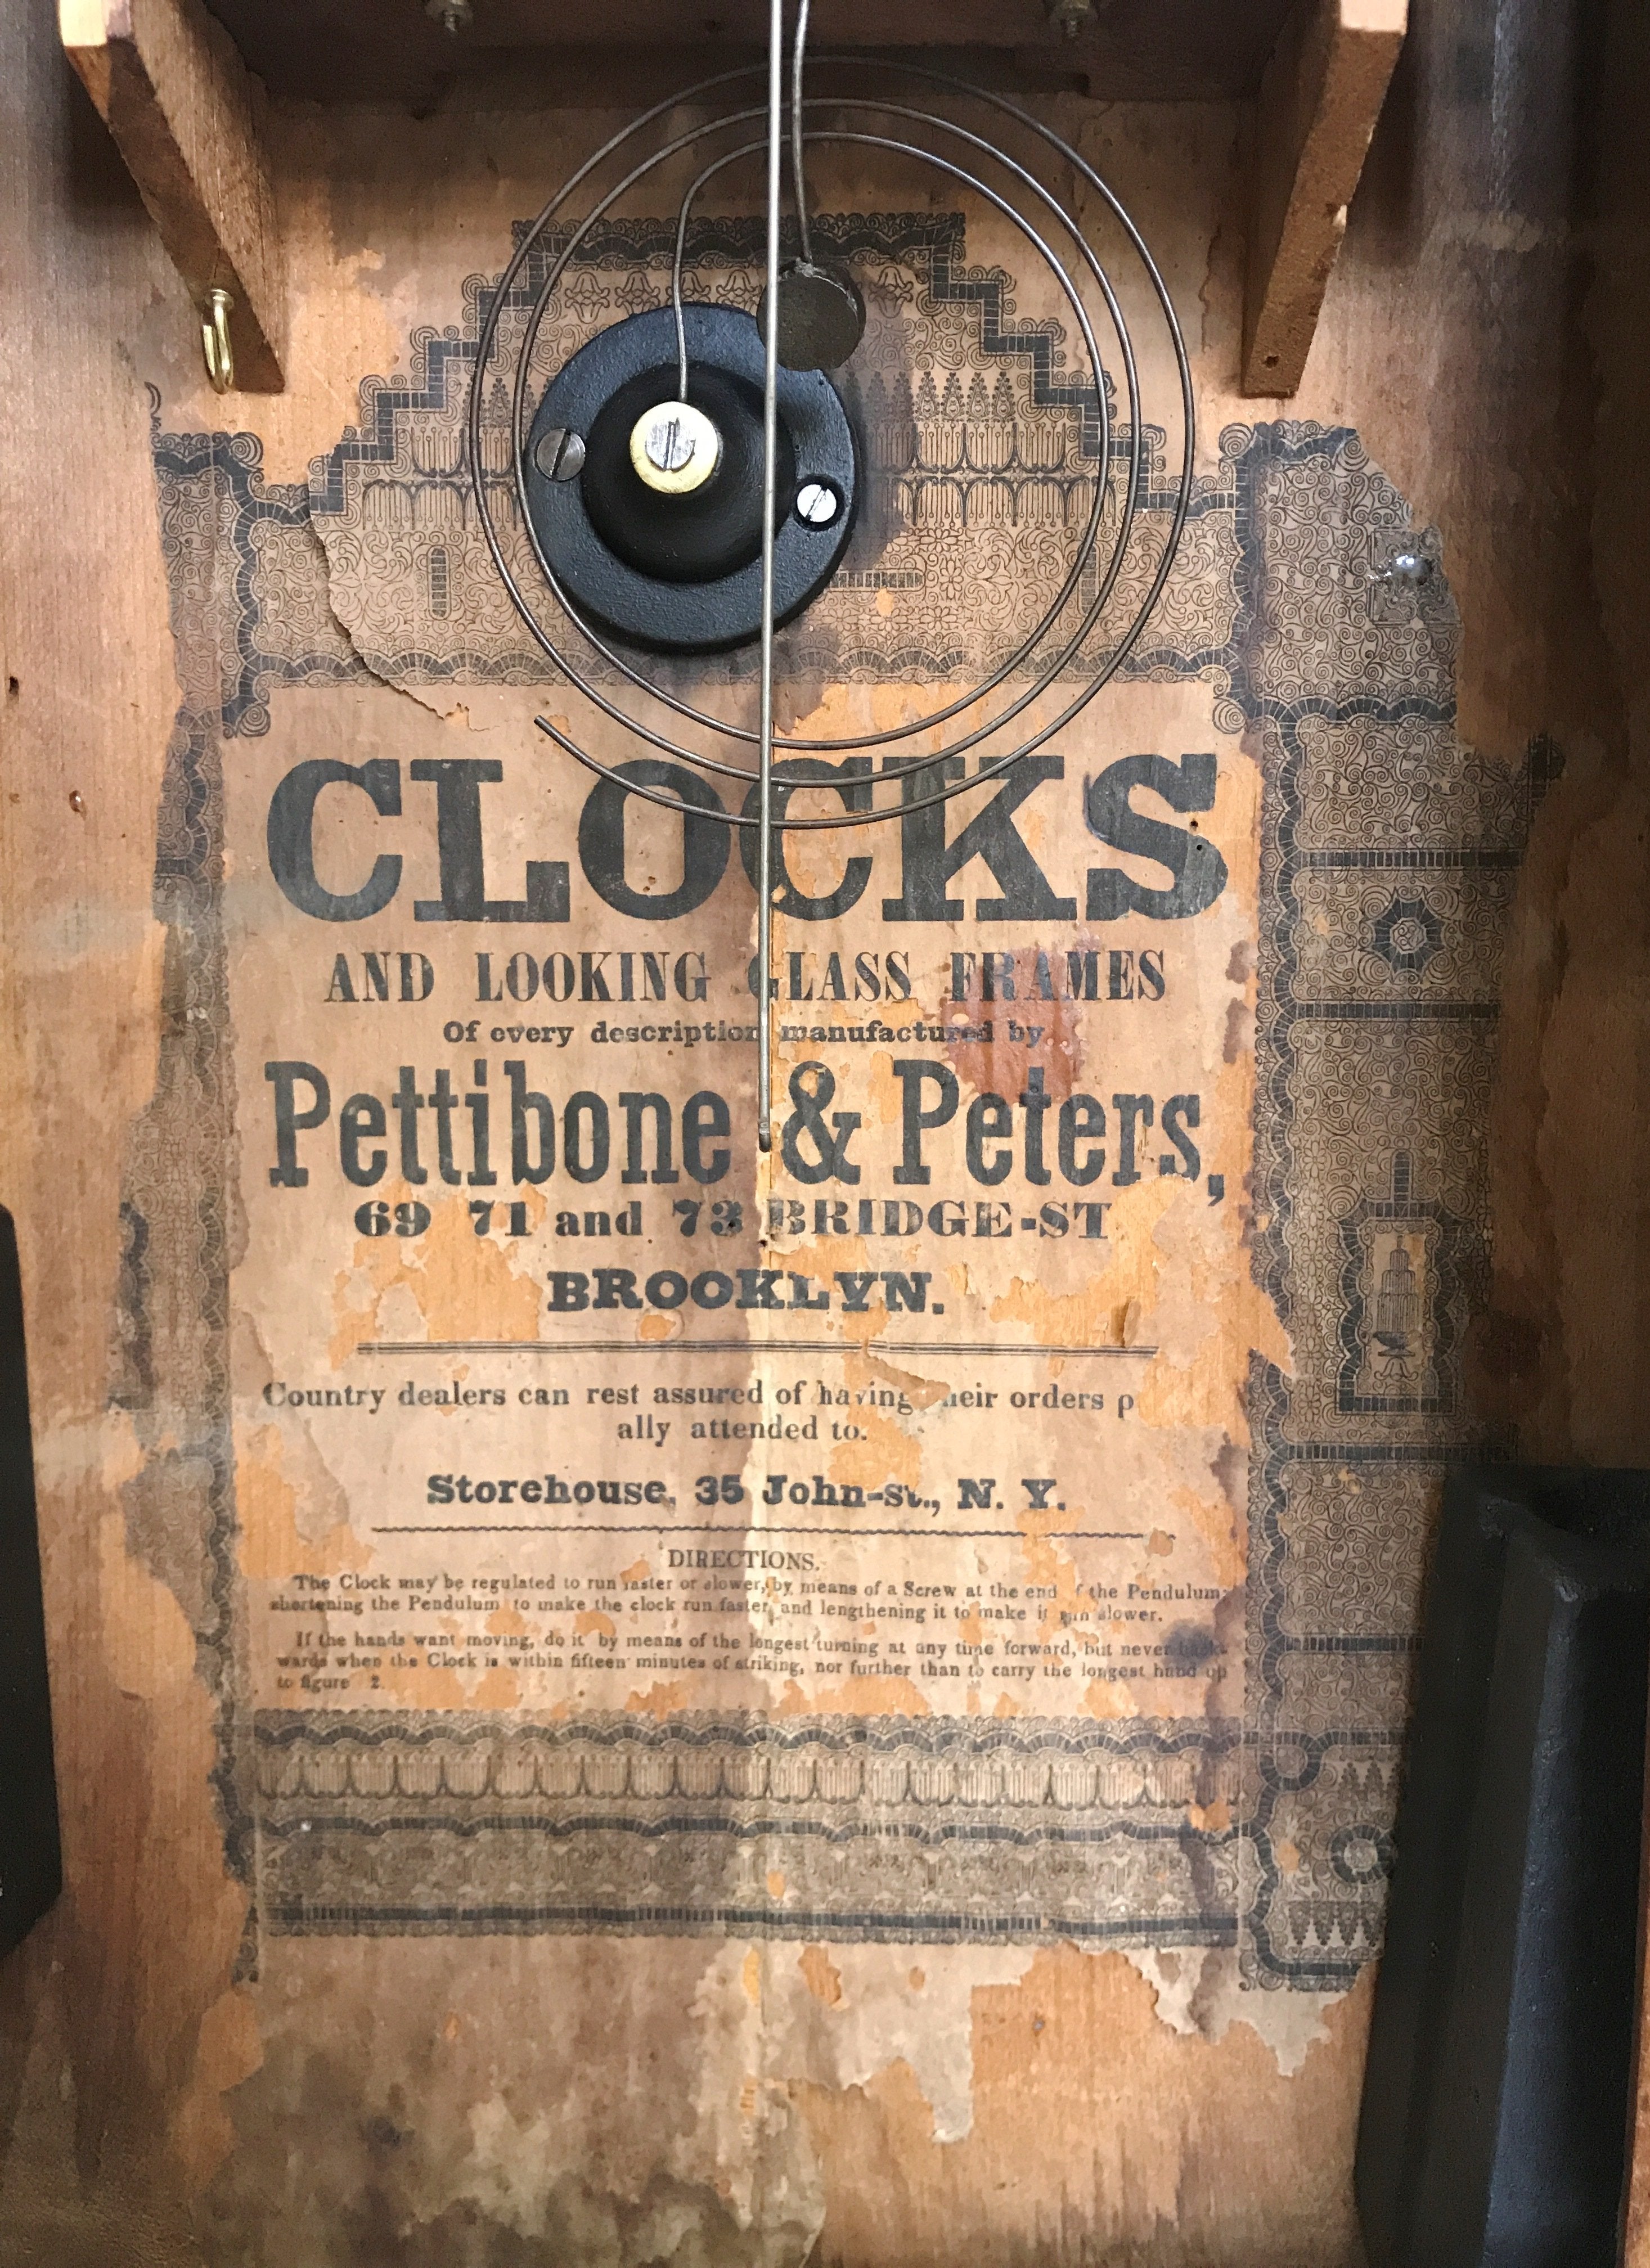 CLOCKS
AND LOOKING GLASS FRAMES
Of every description manufactured by
Pettibone & Peters,
69 71 and 73 BRIDGE-ST
BROOKLYN.
Country dealers can rest assured of having their orders p
ally attended to.
Storehouse, 35 John-st., N. Y.
DIRECTIONS.
The Clock may be regulated to run faster or slower, by means of a Screw at the end of the Pendulum;
shortening the Pendulum to make the clock run faster, and lengthening it to make it run slower.
If the hands want moving, do it by means of the longest turning at any time forward, but never back-
wards when the Clock is within fifteen minutes of striking, nor further than to carry the longest hand up
to figure 2.